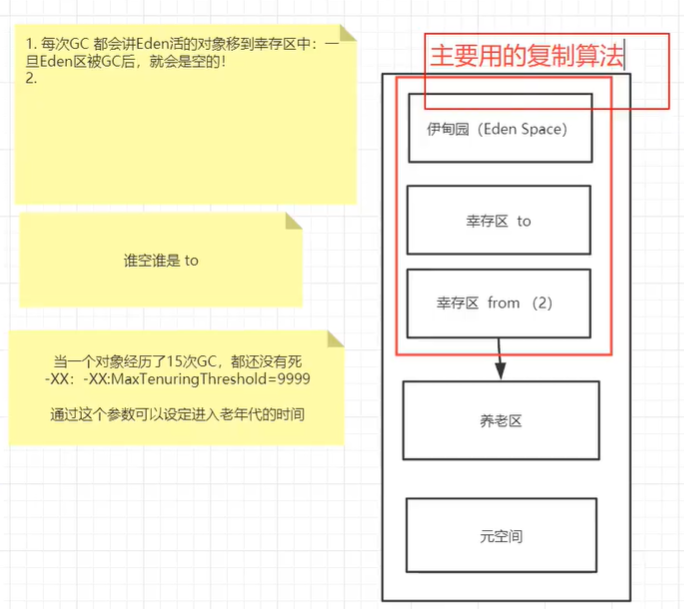 1. 每次GC 都会讲Eden活的对象移到幸存区中：一
旦Eden区被GC后，就会是空的！
2.
谁空谁是 to
当一个对象经历了15次GC，都还没有死
-XX：-XX:MaxTenuringThreshold=9999
通过这个参数可以设定进入老年代的时间
主要用的复制算法
伊甸园（Eden Space）
幸存区 to
幸存区 from （2）
养老区
元空间